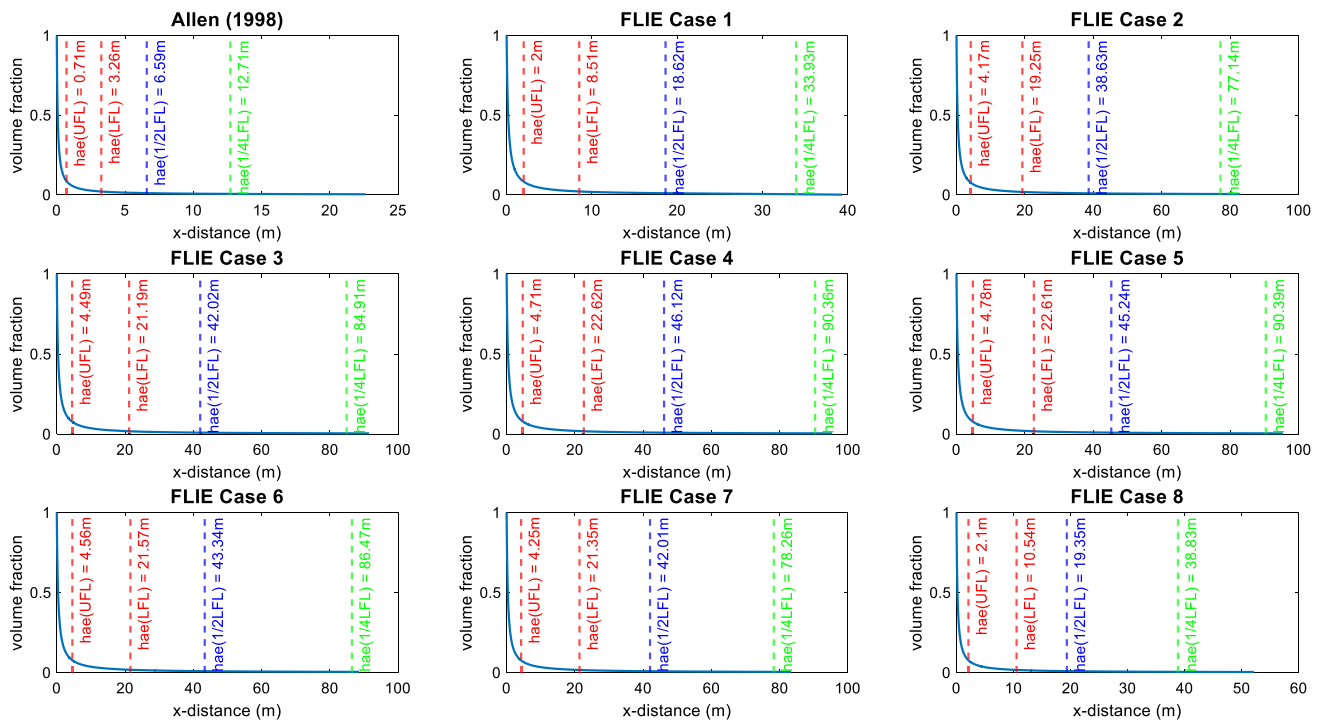 Allen (1998)
volume fraction
1
0.5
0
hae(UFL) = 0.71m
hae(LFL) = 3.26m
hae(1/2LFL) = 6.59m
hae(1/4LFL) = 12.71m
0 5 10 15 20 25
x-distance (m)
FLIE Case 1
volume fraction
1
0.5
0
hae(UFL) = 2m
hae(LFL) = 8.51m
hae(1/2LFL) = 18.62m
hae(1/4LFL) = 33.93m
0 10 20 30 40
x-distance (m)
FLIE Case 2
volume fraction
1
0.5
0
hae(UFL) = 4.17m
hae(LFL) = 19.25m
hae(1/2LFL) = 38.63m
hae(1/4LFL) = 77.14m
0 20 40 60 80 100
x-distance (m)
FLIE Case 3
volume fraction
1
0.5
0
hae(UFL) = 4.49m
hae(LFL) = 21.19m
hae(1/2LFL) = 42.02m
hae(1/4LFL) = 84.91m
0 20 40 60 80 100
x-distance (m)
FLIE Case 4
volume fraction
1
0.5
0
hae(UFL) = 4.71m
hae(LFL) = 22.62m
hae(1/2LFL) = 46.12m
hae(1/4LFL) = 90.36m
0 20 40 60 80 100
x-distance (m)
FLIE Case 5
volume fraction
1
0.5
0
hae(UFL) = 4.78m
hae(LFL) = 22.61m
hae(1/2LFL) = 45.24m
hae(1/4LFL) = 90.39m
0 20 40 60 80 100
x-distance (m)
FLIE Case 6
volume fraction
1
0.5
0
hae(UFL) = 4.56m
hae(LFL) = 21.57m
hae(1/2LFL) = 43.34m
hae(1/4LFL) = 86.47m
0 20 40 60 80 100
x-distance (m)
FLIE Case 7
volume fraction
1
0.5
0
hae(UFL) = 4.25m
hae(LFL) = 21.35m
hae(1/2LFL) = 42.01m
hae(1/4LFL) = 78.26m
0 20 40 60 80 100
x-distance (m)
FLIE Case 8
volume fraction
1
0.5
0
hae(UFL) = 2.1m
hae(LFL) = 10.54m
hae(1/2LFL) = 19.35m
hae(1/4LFL) = 38.83m
0 10 20 30 40 50 60
x-distance (m)